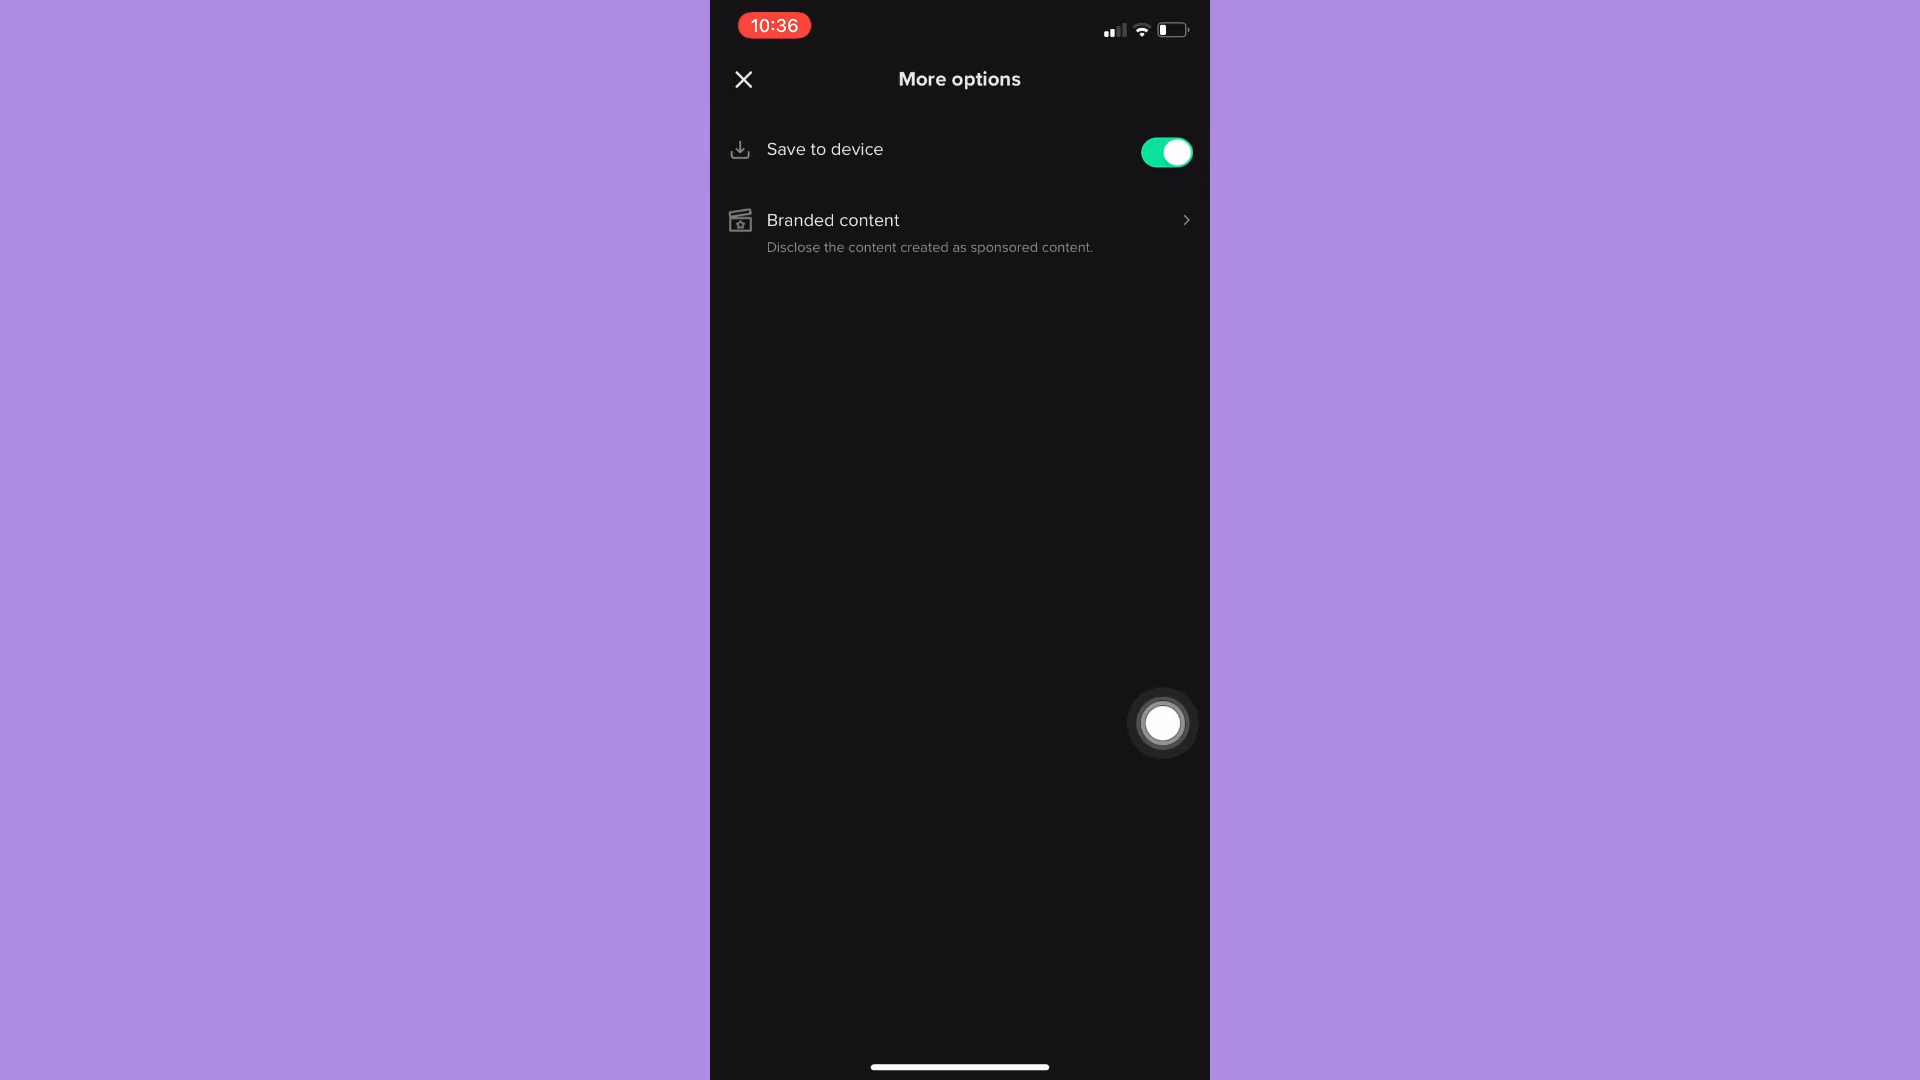 10:36
More options
Save to device
Branded content
Disclose the content created as sponsored content.